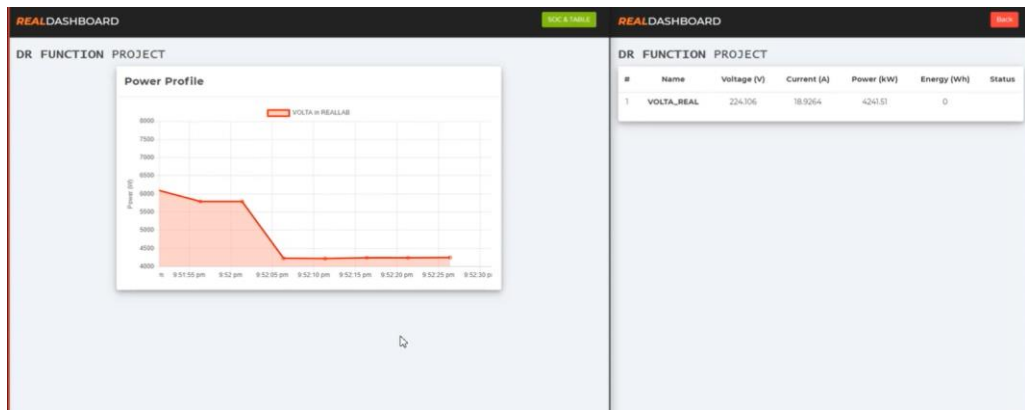 REALDASHBOARD
SOC & TABLE
DR FUNCTION PROJECT
Power Profile
VOLTA in REALLAB
8000
7500
7000
6500
6000
5500
5000
4500
4000
Power (W)
9:51:55 pm 9:52 pm 9:52:05 pm 9:52:10 pm 9:52:15 pm 9:52:20 pm 9:52:25 pm 9:52:30 p
REALDASHBOARD
Back
DR FUNCTION PROJECT
# Name Voltage (V) Current (A) Power (kW) Energy (Wh) Status
1 VOLTA_REAL 224.106 18.9264 4241.51 0